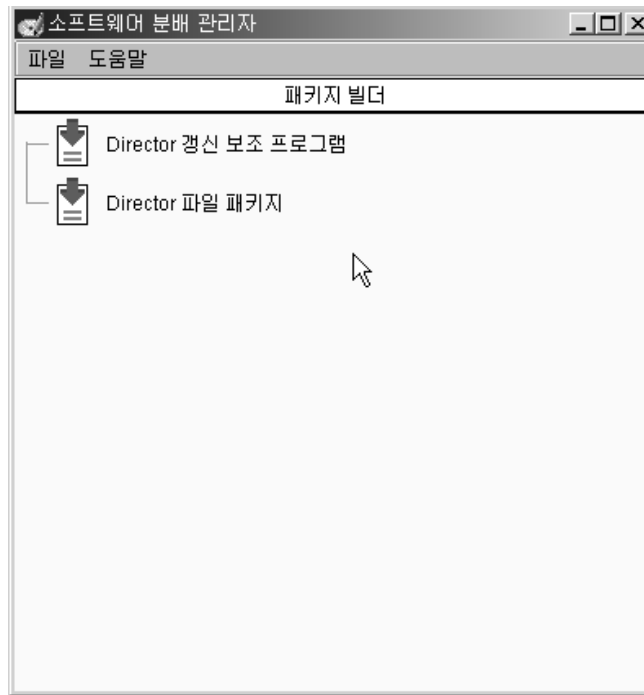 소프트웨어 분배 관리자
파일 도움말
패키지 빌더
Director 갱신 보조 프로그램
Director 파일 패키지